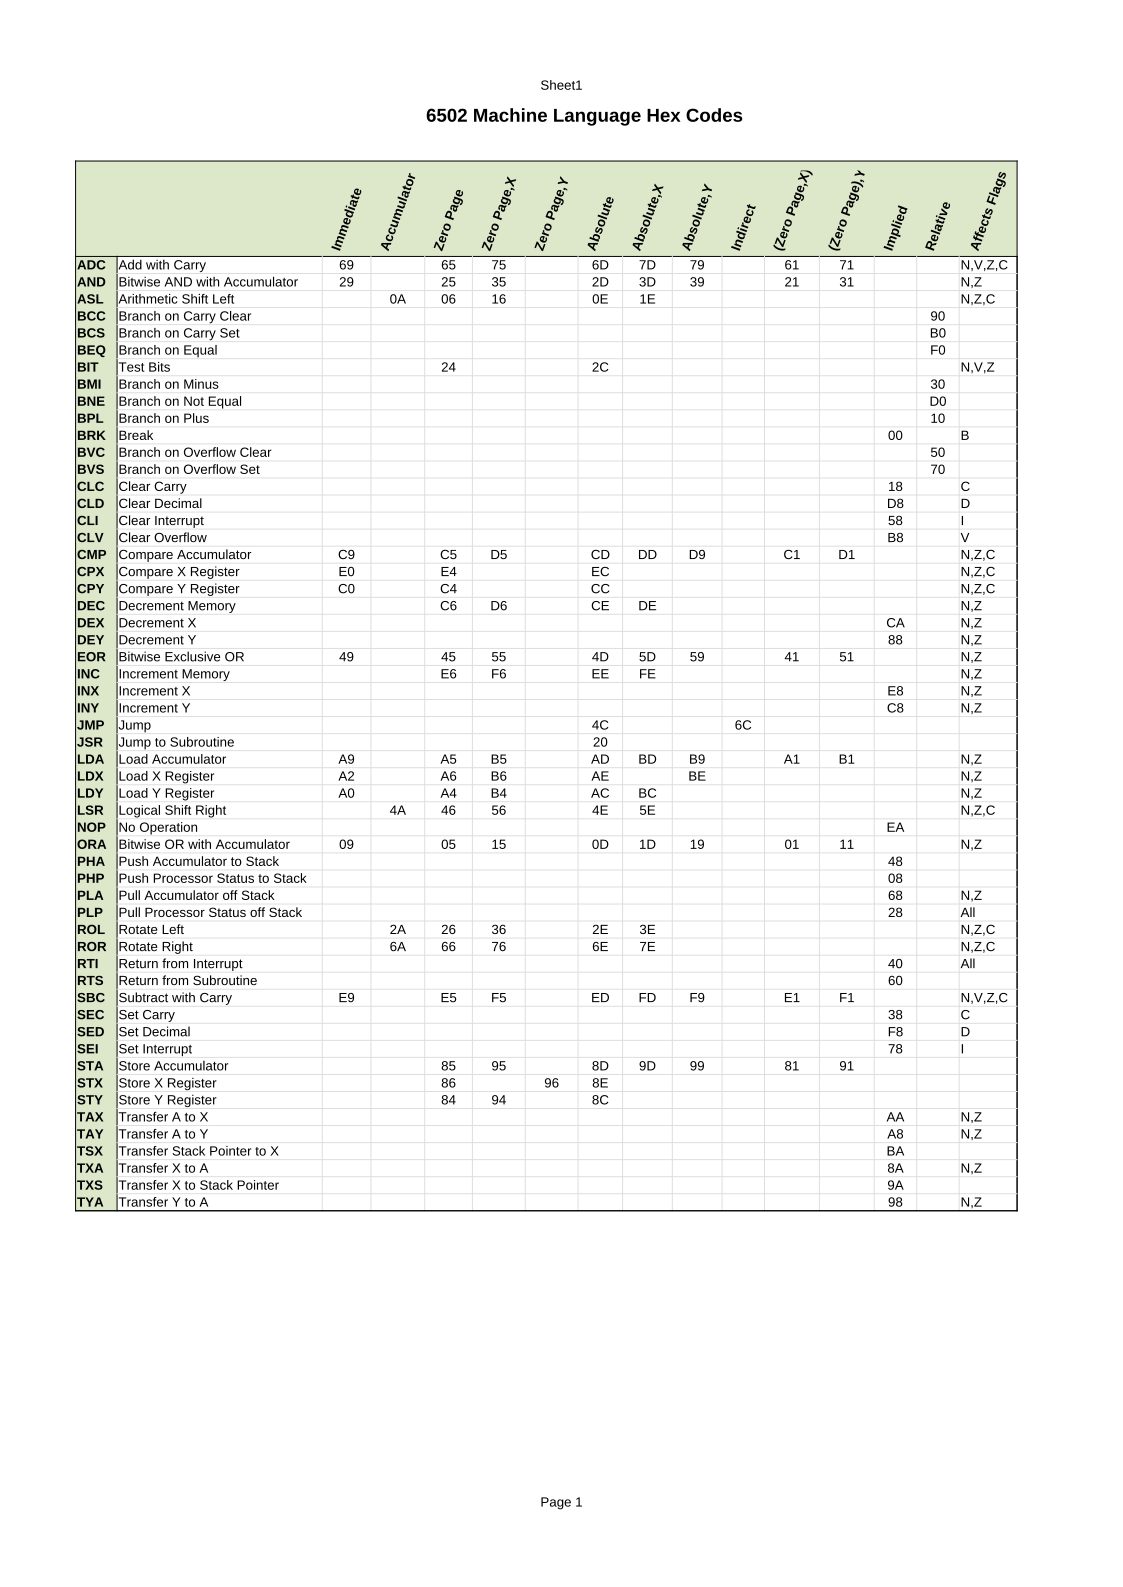 Sheet1
6502 Machine Language Hex Codes
Immediate Accumulator Zero Page Zero Page,X Zero Page,Y Absolute Absolute,X Absolute,Y Indirect (Zero Page,X) (Zero Page),Y Implied Relative Affects Flags
ADC Add with Carry 69 65 75 6D 7D 79 61 71 N,V,Z,C
AND Bitwise AND with Accumulator 29 25 35 2D 3D 39 21 31 N,Z
ASL Arithmetic Shift Left 0A 06 16 0E 1E N,Z,C
BCC Branch on Carry Clear 90
BCS Branch on Carry Set B0
BEQ Branch on Equal F0
BIT Test Bits 24 2C N,V,Z
BMI Branch on Minus 30
BNE Branch on Not Equal D0
BPL Branch on Plus 10
BRK Break 00 B
BVC Branch on Overflow Clear 50
BVS Branch on Overflow Set 70
CLC Clear Carry 18 C
CLD Clear Decimal D8 D
CLI Clear Interrupt 58 I
CLV Clear Overflow B8 V
CMP Compare Accumulator C9 C5 D5 CD DD D9 C1 D1 N,Z,C
CPX Compare X Register E0 E4 EC N,Z,C
CPY Compare Y Register C0 C4 CC N,Z,C
DEC Decrement Memory C6 D6 CE DE N,Z
DEX Decrement X CA N,Z
DEY Decrement Y 88 N,Z
EOR Bitwise Exclusive OR 49 45 55 4D 5D 59 41 51 N,Z
INC Increment Memory E6 F6 EE FE N,Z
INX Increment X E8 N,Z
INY Increment Y C8 N,Z
JMP Jump 4C 6C
JSR Jump to Subroutine 20
LDA Load Accumulator A9 A5 B5 AD BD B9 A1 B1 N,Z
LDX Load X Register A2 A6 B6 AE BE N,Z
LDY Load Y Register A0 A4 B4 AC BC N,Z
LSR Logical Shift Right 4A 46 56 4E 5E N,Z,C
NOP No Operation EA
ORA Bitwise OR with Accumulator 09 05 15 0D 1D 19 01 11 N,Z
PHA Push Accumulator to Stack 48
PHP Push Processor Status to Stack 08
PLA Pull Accumulator off Stack 68 N,Z
PLP Pull Processor Status off Stack 28 All
ROL Rotate Left 2A 26 36 2E 3E N,Z,C
ROR Rotate Right 6A 66 76 6E 7E N,Z,C
RTI Return from Interrupt 40 All
RTS Return from Subroutine 60
SBC Subtract with Carry E9 E5 F5 ED FD F9 E1 F1 N,V,Z,C
SEC Set Carry 38 C
SED Set Decimal F8 D
SEI Set Interrupt 78 I
STA Store Accumulator 85 95 8D 9D 99 81 91
STX Store X Register 86 96 8E
STY Store Y Register 84 94 8C
TAX Transfer A to X AA N,Z
TAY Transfer A to Y A8 N,Z
TSX Transfer Stack Pointer to X BA
TXA Transfer X to A 8A N,Z
TXS Transfer X to Stack Pointer 9A
TYA Transfer Y to A 98 N,Z
Page 1